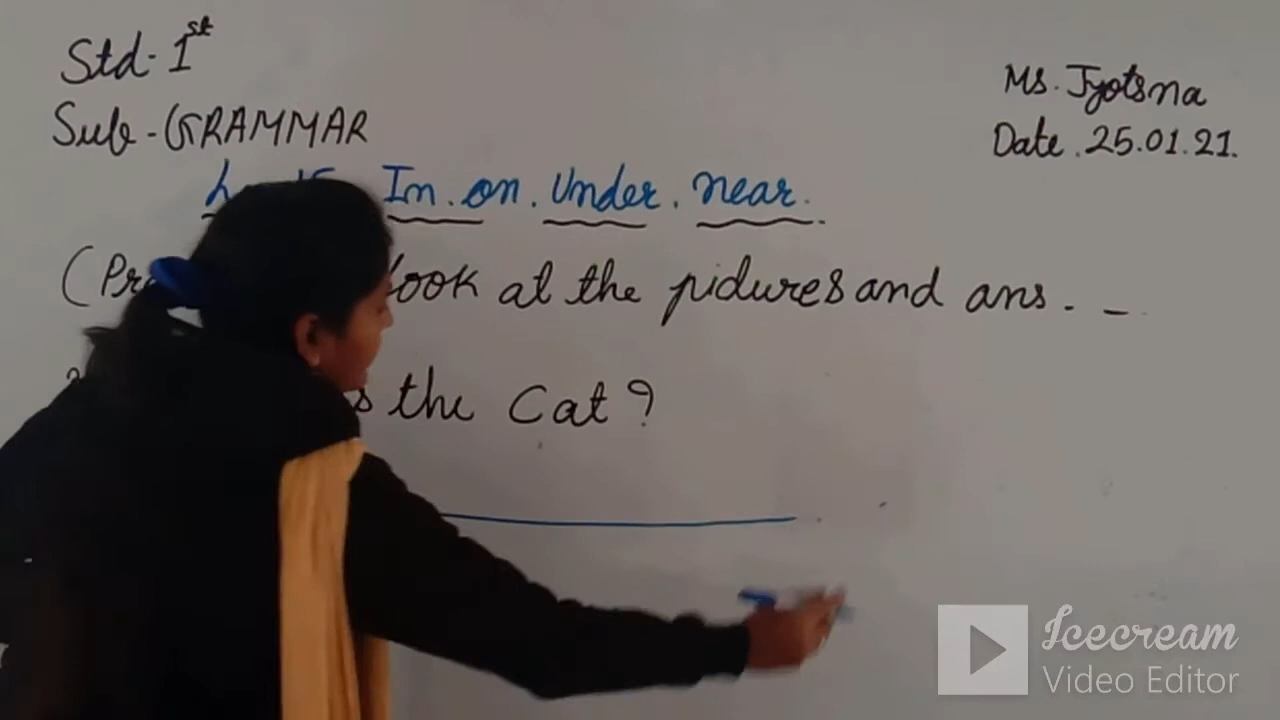 Std- 1st
Sub - GRAMMAR
Ms. Jyotsna
Date . 25.01.21.
In . on . Under . near .
look at the pictures and ans . -
the Cat ?
Icecream
Video Editor